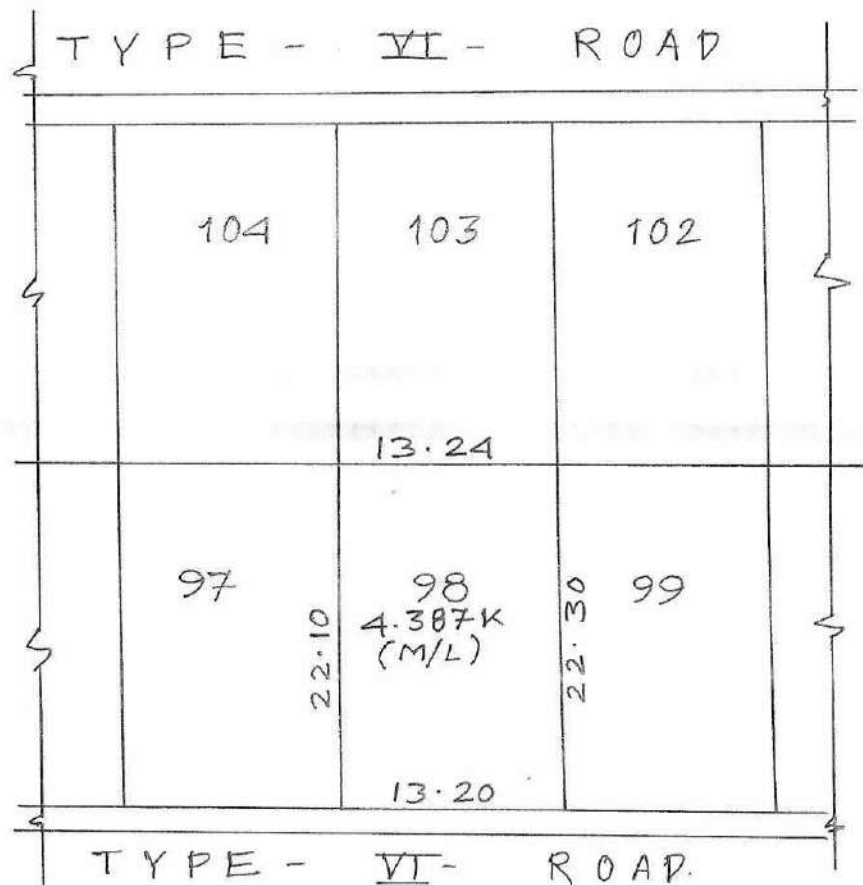 TYPE - VI - ROAD
104 103 102
13.24
97 98 99
4.387K
(M/L)
22.10
22.30
13.20
TYPE - VI - ROAD.